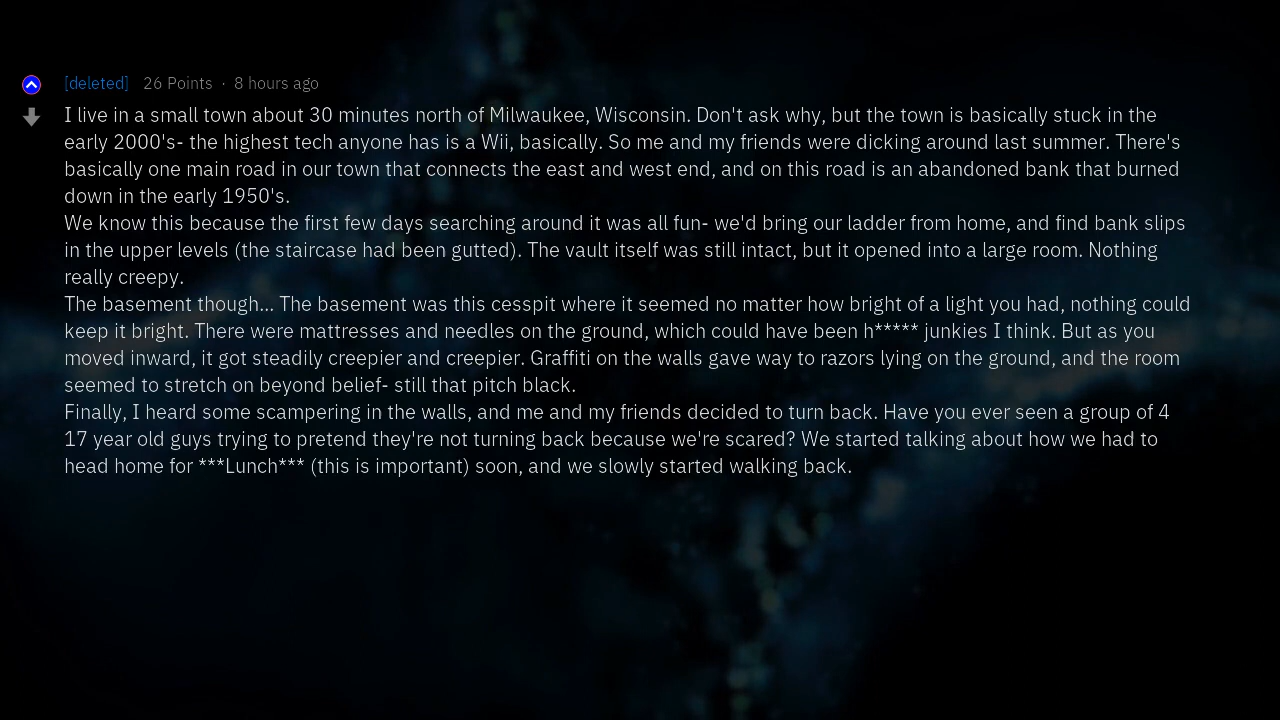 [deleted] 26 Points · 8 hours ago
I live in a small town about 30 minutes north of Milwaukee, Wisconsin. Don't ask why, but the town is basically stuck in the
early 2000's- the highest tech anyone has is a Wii, basically. So me and my friends were dicking around last summer. There's
basically one main road in our town that connects the east and west end, and on this road is an abandoned bank that burned
down in the early 1950's.
We know this because the first few days searching around it was all fun- we'd bring our ladder from home, and find bank slips
in the upper levels (the staircase had been gutted). The vault itself was still intact, but it opened into a large room. Nothing
really creepy.
The basement though... The basement was this cesspit where it seemed no matter how bright of a light you had, nothing could
keep it bright. There were mattresses and needles on the ground, which could have been h***** junkies I think. But as you
moved inward, it got steadily creepier and creepier. Graffiti on the walls gave way to razors lying on the ground, and the room
seemed to stretch on beyond belief- still that pitch black.
Finally, I heard some scampering in the walls, and me and my friends decided to turn back. Have you ever seen a group of 4
17 year old guys trying to pretend they're not turning back because we're scared? We started talking about how we had to
head home for ***Lunch*** (this is important) soon, and we slowly started walking back.